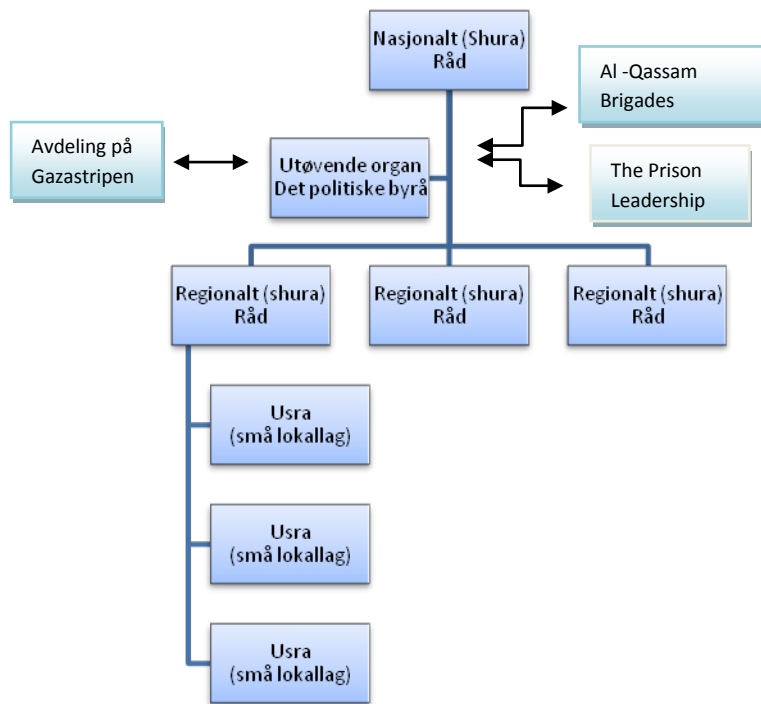 Nasjonalt (Shura)
Råd
Al -Qassam
Brigades
Avdeling på
Gazastripen
Utøvende organ
Det politiske byrå
The Prison
Leadership
Regionalt (shura)
Råd
Regionalt (shura)
Råd
Regionalt (shura)
Råd
Usra
(små lokallag)
Usra
(små lokallag)
Usra
(små lokallag)